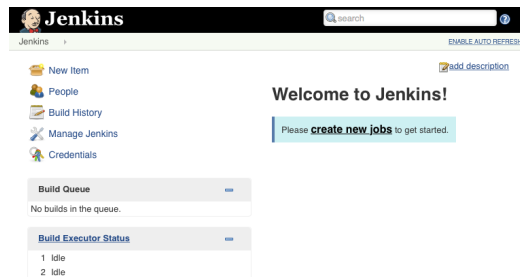 Jenkins
search
Jenkins
ENABLE AUTO REFRESH
add description
New Item
People
Build History
Manage Jenkins
Credentials
Welcome to Jenkins!
Please create new jobs to get started.
Build Queue
No builds in the queue.
Build Executor Status
1 Idle
2 Idle